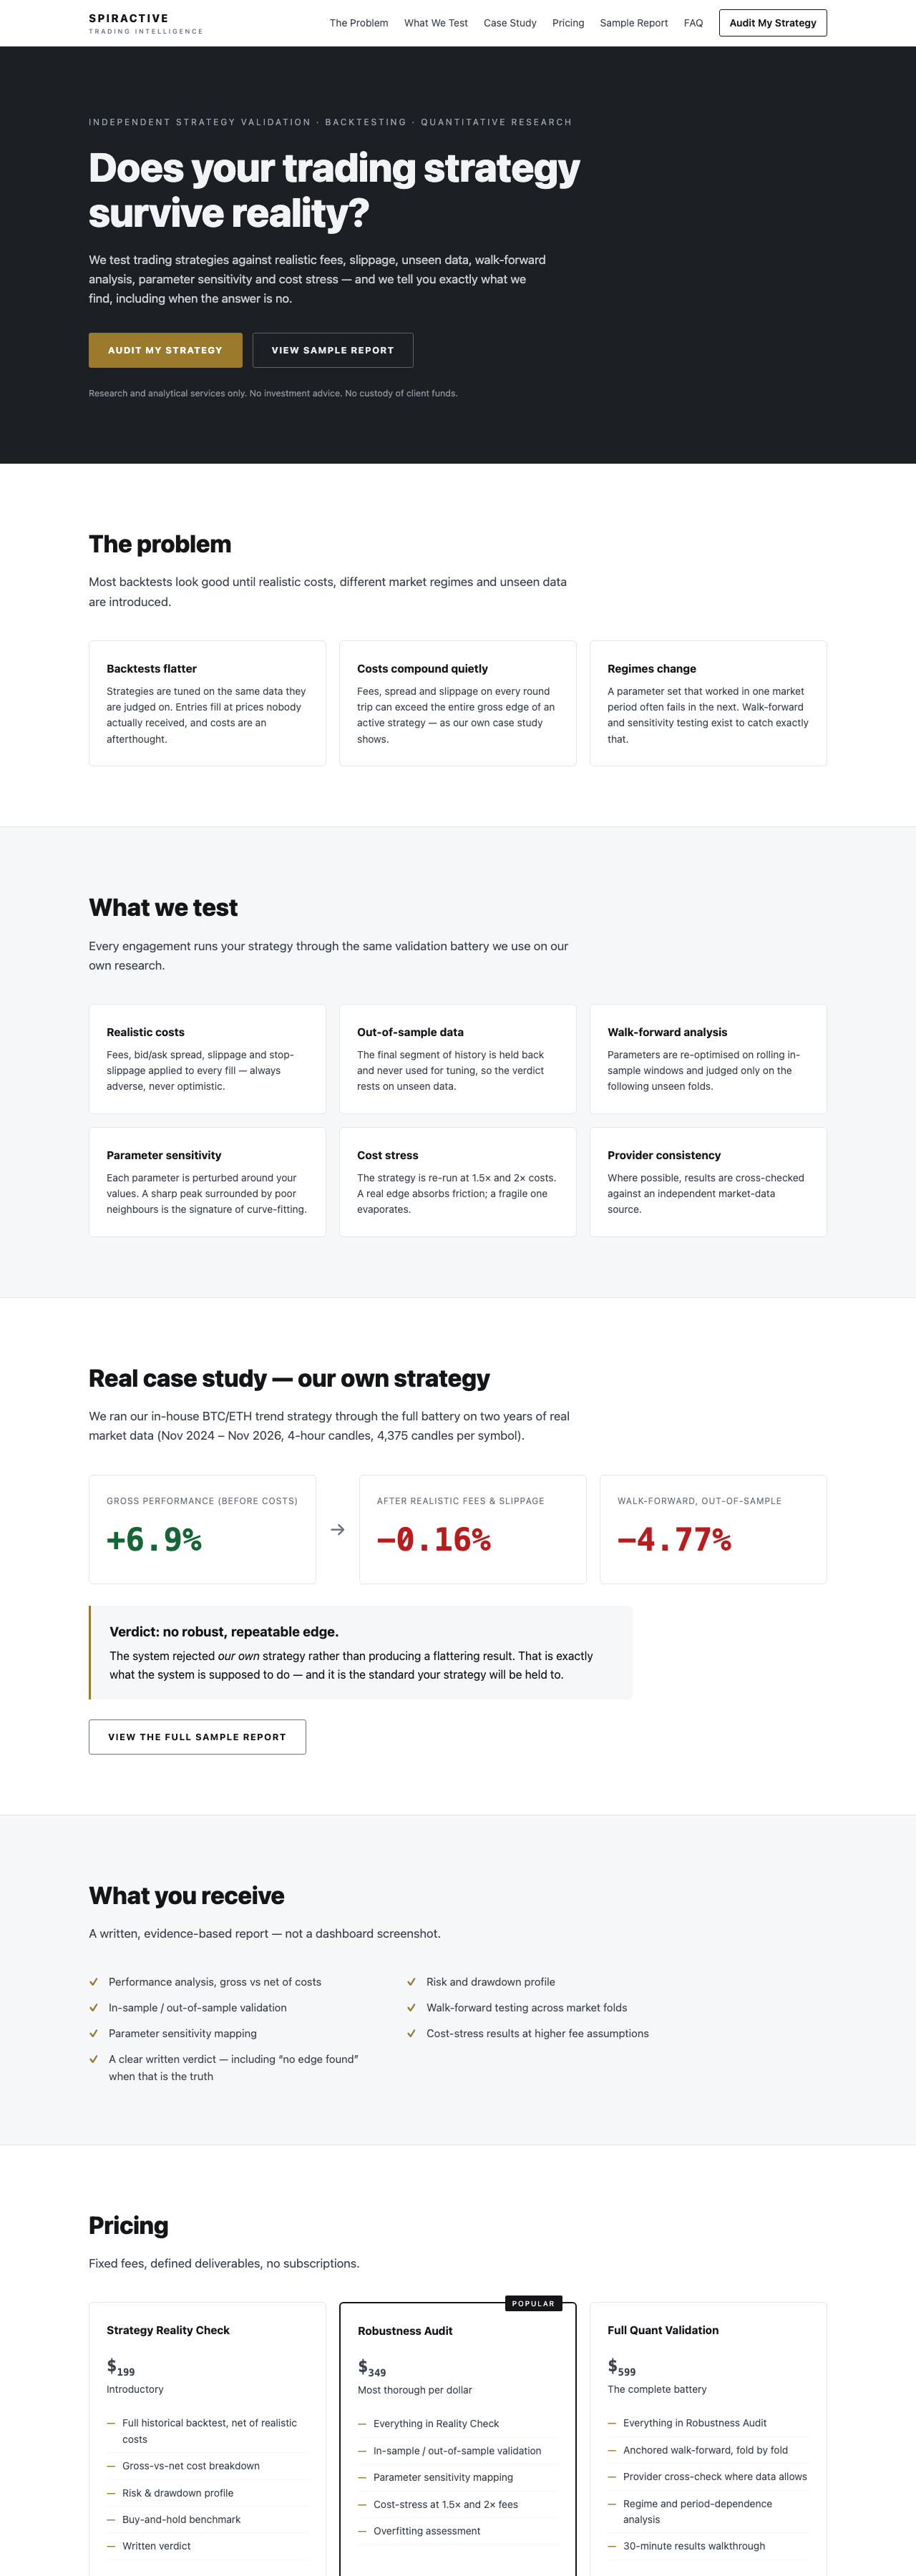 SPIRACTIVE
TRADING INTELLIGENCE
The Problem
What We Test
Case Study
Pricing
Sample Report
FAQ
Audit My Strategy
INDEPENDENT STRATEGY VALIDATION · BACKTESTING · QUANTITATIVE RESEARCH
Does your trading strategy
survive reality?
We test trading strategies against realistic fees, slippage, unseen data, walk-forward
analysis, parameter sensitivity and cost stress — and we tell you exactly what we
find, including when the answer is no.
AUDIT MY STRATEGY
VIEW SAMPLE REPORT
Research and analytical services only. No investment advice. No custody of client funds.
The problem
Most backtests look good until realistic costs, different market regimes and unseen data
are introduced.
Backtests flatter
Strategies are tuned on the same data they
are judged on. Entries fill at prices nobody
actually received, and costs are an
afterthought.
Costs compound quietly
Fees, spread and slippage on every round
trip can exceed the entire gross edge of an
active strategy — as our own case study
shows.
Regimes change
A parameter set that worked in one market
period often fails in the next. Walk-forward
and sensitivity testing exist to catch exactly
that.
What we test
Every engagement runs your strategy through the same validation battery we use on our
own research.
Realistic costs
Fees, bid/ask spread, slippage and stop-
slippage applied to every fill — always
adverse, never optimistic.
Out-of-sample data
The final segment of history is held back
and never used for tuning, so the verdict
rests on unseen data.
Walk-forward analysis
Parameters are re-optimised on rolling in-
sample windows and judged only on the
following unseen folds.
Parameter sensitivity
Each parameter is perturbed around your
values. A sharp peak surrounded by poor
neighbours is the signature of curve-fitting.
Cost stress
The strategy is re-run at 1.5× and 2× costs.
A real edge absorbs friction; a fragile one
evaporates.
Provider consistency
Where possible, results are cross-checked
against an independent market-data
source.
Real case study — our own strategy
We ran our in-house BTC/ETH trend strategy through the full battery on two years of real
market data (Nov 2024 – Nov 2026, 4-hour candles, 4,375 candles per symbol).
GROSS PERFORMANCE (BEFORE COSTS)
+6.9%
→
AFTER REALISTIC FEES & SLIPPAGE
−0.16%
WALK-FORWARD, OUT-OF-SAMPLE
−4.77%
Verdict: no robust, repeatable edge.
The system rejected our own strategy rather than producing a flattering result. That is exactly
what the system is supposed to do — and it is the standard your strategy will be held to.
VIEW THE FULL SAMPLE REPORT
What you receive
A written, evidence-based report — not a dashboard screenshot.
✓ Performance analysis, gross vs net of costs
✓ Risk and drawdown profile
✓ In-sample / out-of-sample validation
✓ Walk-forward testing across market folds
✓ Parameter sensitivity mapping
✓ Cost-stress results at higher fee assumptions
✓ A clear written verdict — including “no edge found”
when that is the truth
Pricing
Fixed fees, defined deliverables, no subscriptions.
Strategy Reality Check
$199
Introductory
— Full historical backtest, net of realistic
costs
— Gross-vs-net cost breakdown
— Risk & drawdown profile
— Buy-and-hold benchmark
— Written verdict
POPULAR
Robustness Audit
$349
Most thorough per dollar
— Everything in Reality Check
— In-sample / out-of-sample validation
— Parameter sensitivity mapping
— Cost-stress at 1.5× and 2× fees
— Overfitting assessment
Full Quant Validation
$599
The complete battery
— Everything in Robustness Audit
— Anchored walk-forward, fold by fold
— Provider cross-check where data allows
— Regime and period-dependence
analysis
— 30-minute results walkthrough